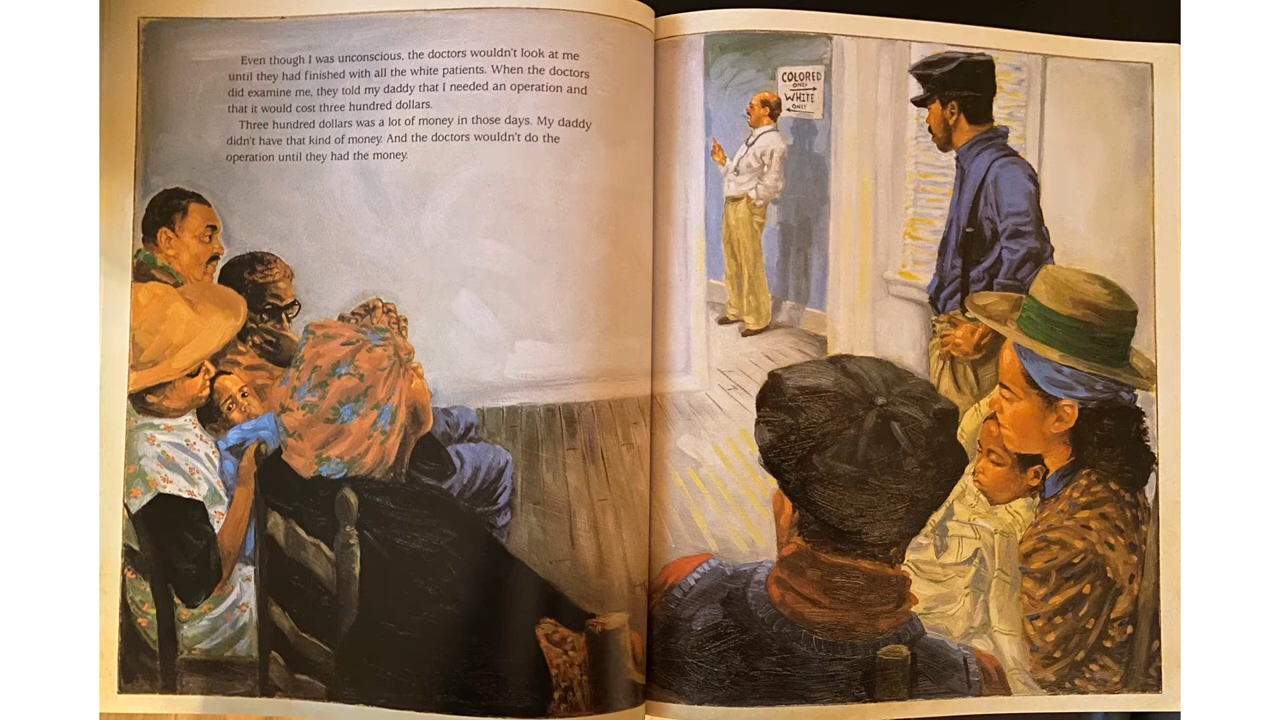 Even though I was unconscious, the doctors wouldn't look at me
until they had finished with all the white patients. When the doctors
did examine me, they told my daddy that I needed an operation and
that it would cost three hundred dollars.
Three hundred dollars was a lot of money in those days. My daddy
didn't have that kind of money. And the doctors wouldn't do the
operation until they had the money.
COLORED
ONLY
WHITE
ONLY